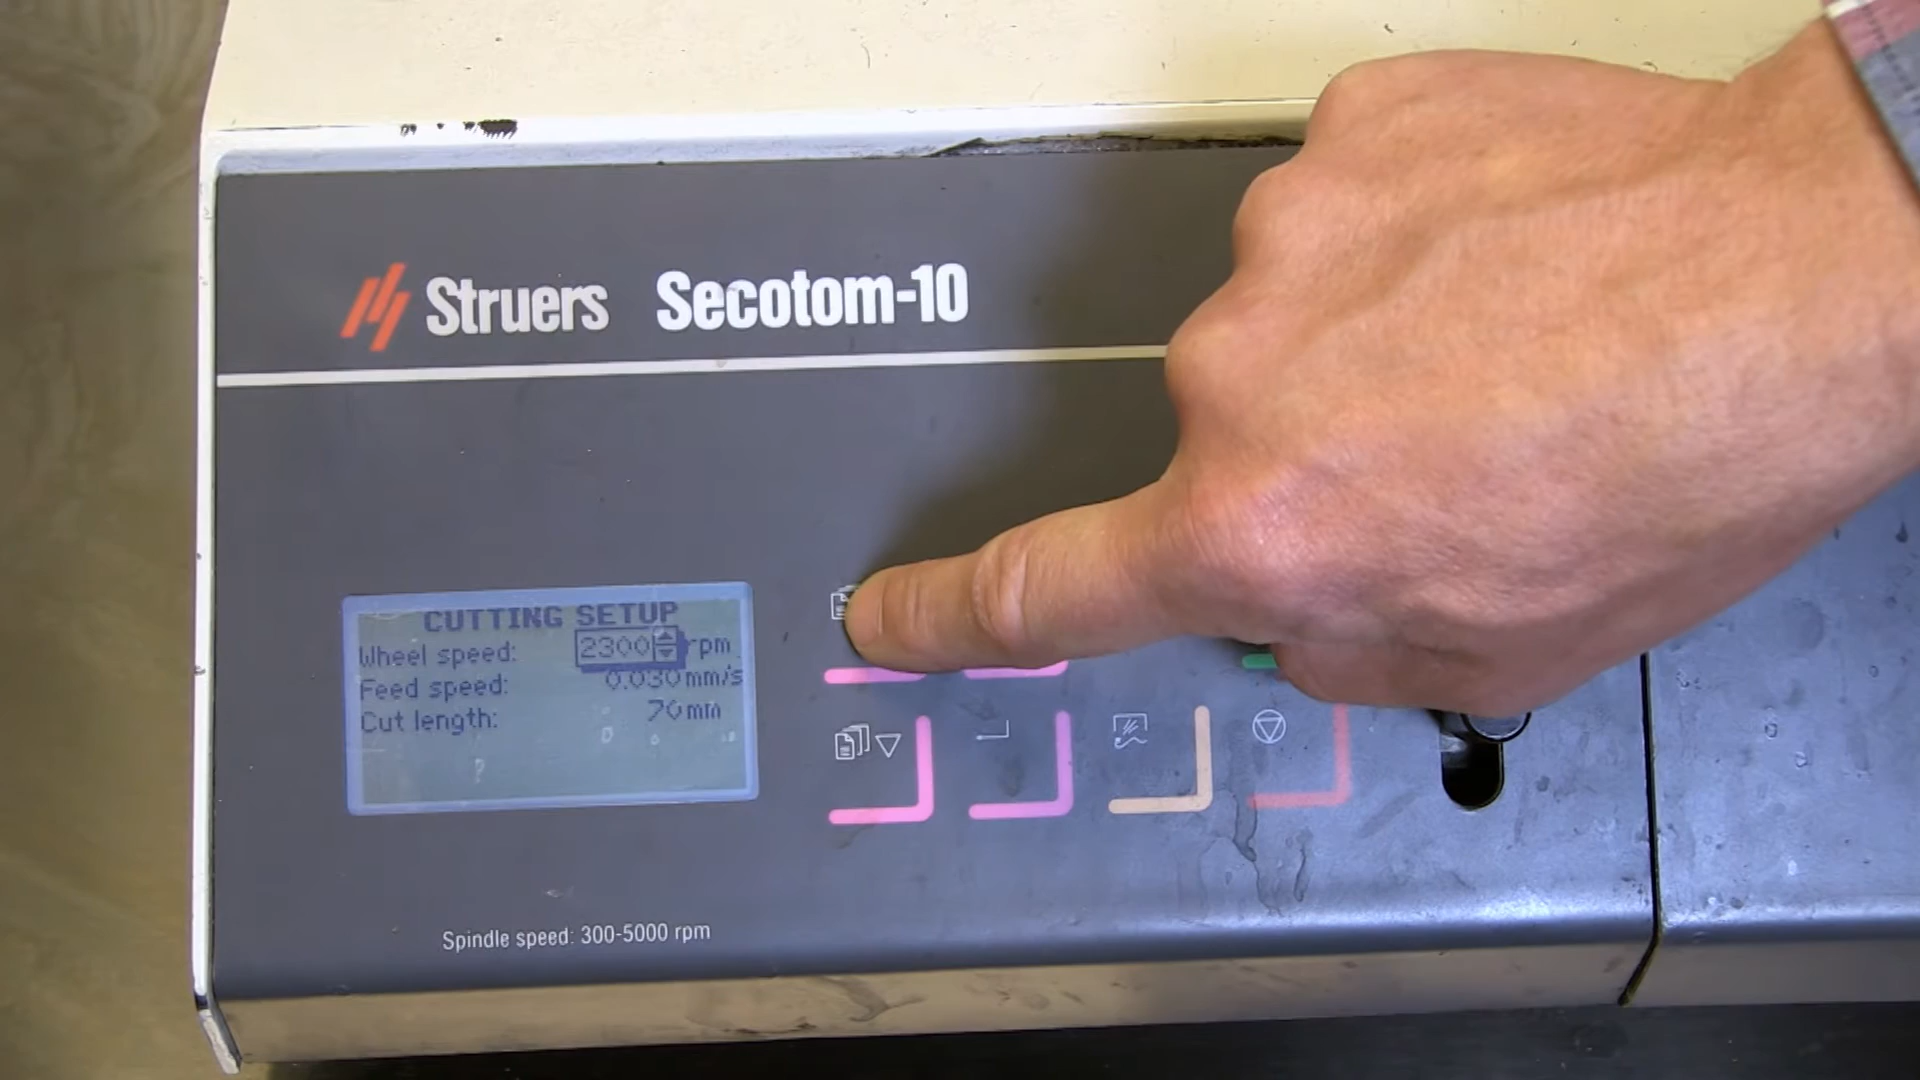 Struers Secotom-10
CUTTING SETUP
Wheel speed: 2300 rpm
Feed speed: 0.030 mm/s
Cut length: 70 mm
Spindle speed: 300-5000 rpm